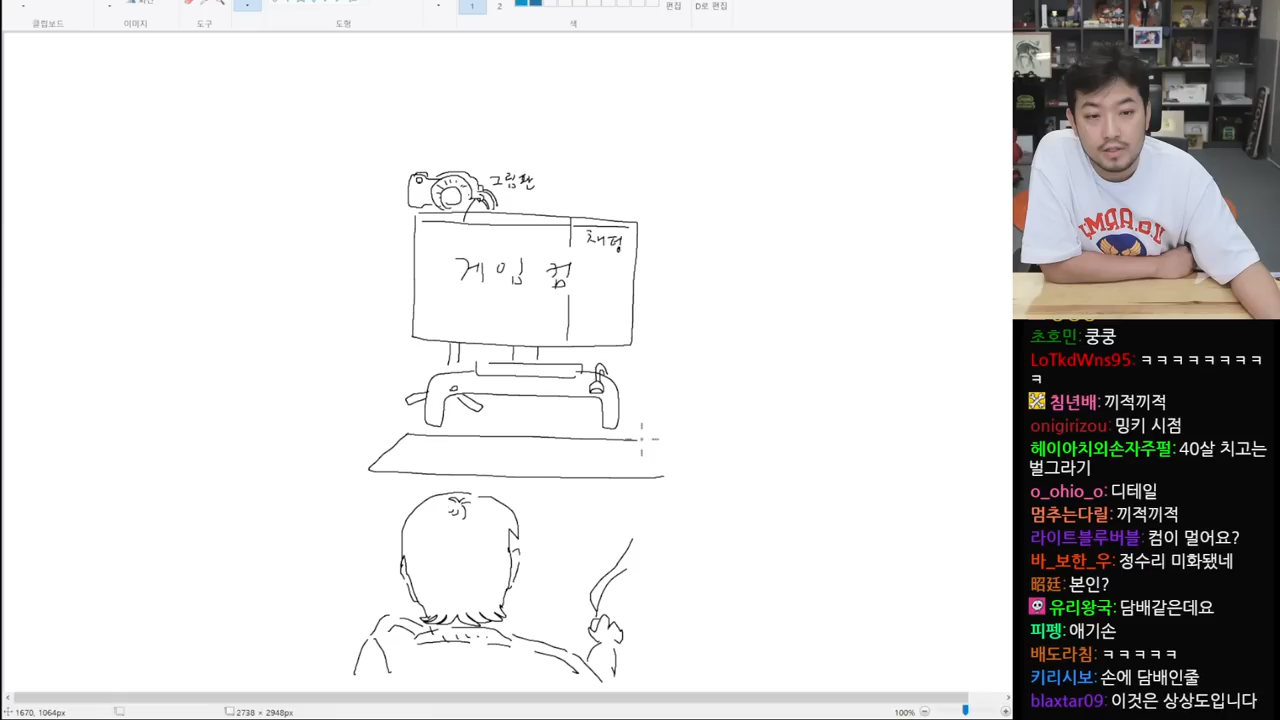 클립보드
이미지
도구
도형
1
2
색
편집
D로 편집
그림판
채팅
게임 컴
초호민: 쿵쿵
LoTkdWns95: ㅋㅋㅋㅋㅋㅋㅋㅋ
ㅋ
침년배: 끼적끼적
onigirizou: 밍키 시점
헤이아치외손자주펄: 40살 치고는
벌그라기
o_ohio_o: 디테일
멈추는다릴: 끼적끼적
라이트블루버블: 컴이 멀어요?
바_보한_우: 정수리 미화됐네
昭廷: 본인?
유리왕국: 담배같은데요
피펭: 애기손
배도라침: ㅋㅋㅋㅋㅋ
키리시보: 손에 담배인줄
blaxtar09: 이것은 상상도입니다
1670, 1064px
2738 × 2948px
100%